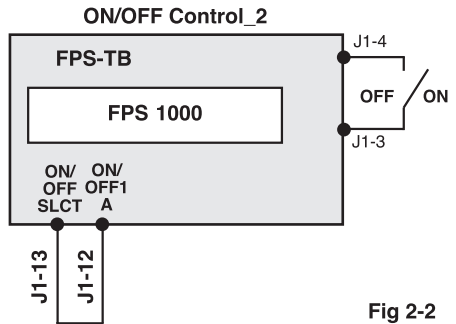 ON/OFF Control_2
J1-4
FPS-TB
OFF
ON
FPS 1000
J1-3
ON/
OFF
SLCT
ON/
OFF1
A
J1-13
J1-12
Fig 2-2